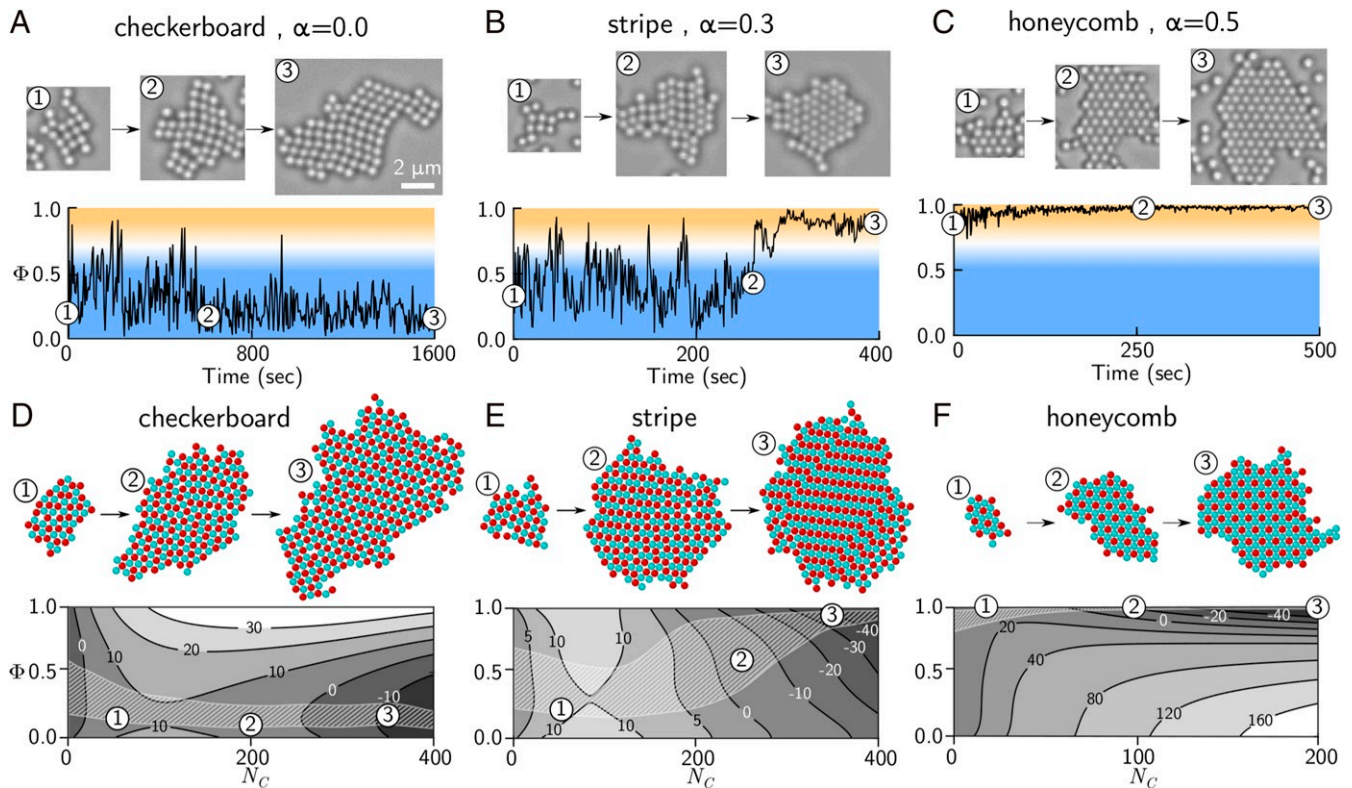 A checkerboard , α=0.0
1 2 3
2 μm
Φ
1.0
0.5
0.0
1 2 3
0 800 1600
Time (sec)
B stripe , α=0.3
1 2 3
1.0
0.5
0.0
1 2 3
0 200 400
Time (sec)
C honeycomb , α=0.5
1 2 3
1.0
0.5
0.0
1 2 3
0 250 500
Time (sec)
D checkerboard
1 2 3
Φ
1.0
0.5
0.0
0 10 30 20 10 0 -10 10
1 2 3
0 200 400
N_C
E stripe
1 2 3
1.0
0.5
0.0
5 10 10 10 10 5 0 -10 -20 -30 -40
1 2 3
0 200 400
N_C
F honeycomb
1 2 3
1.0
0.5
0.0
20 0 -20 -40 40 80 120 160
1 2 3
0 100 200
N_C